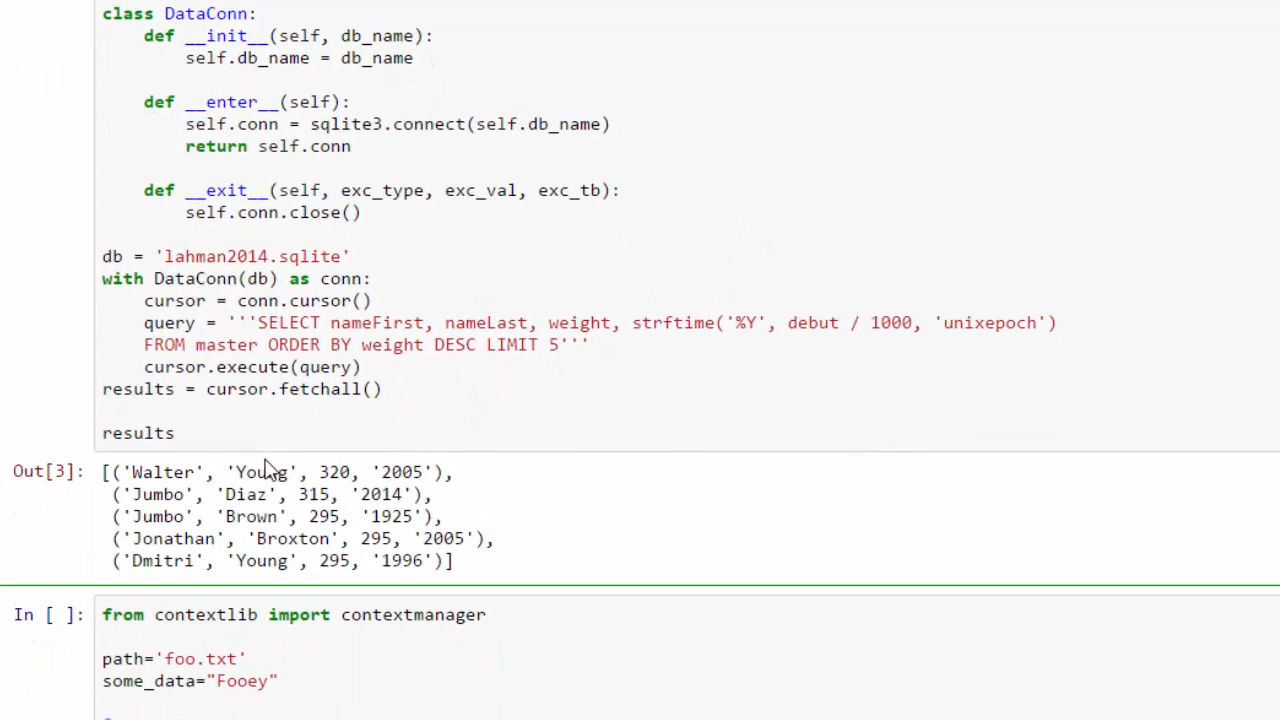 class DataConn:
    def __init__(self, db_name):
        self.db_name = db_name

    def __enter__(self):
        self.conn = sqlite3.connect(self.db_name)
        return self.conn

    def __exit__(self, exc_type, exc_val, exc_tb):
        self.conn.close()

db = 'lahman2014.sqlite'
with DataConn(db) as conn:
    cursor = conn.cursor()
    query = '''SELECT nameFirst, nameLast, weight, strftime('%Y', debut / 1000, 'unixepoch')
    FROM master ORDER BY weight DESC LIMIT 5'''
    cursor.execute(query)
results = cursor.fetchall()

results
Out[3]: [('Walter', 'Young', 320, '2005'),
 ('Jumbo', 'Diaz', 315, '2014'),
 ('Jumbo', 'Brown', 295, '1925'),
 ('Jonathan', 'Broxton', 295, '2005'),
 ('Dmitri', 'Young', 295, '1996')]
In [ ]: from contextlib import contextmanager

path='foo.txt'
some_data="Fooey"